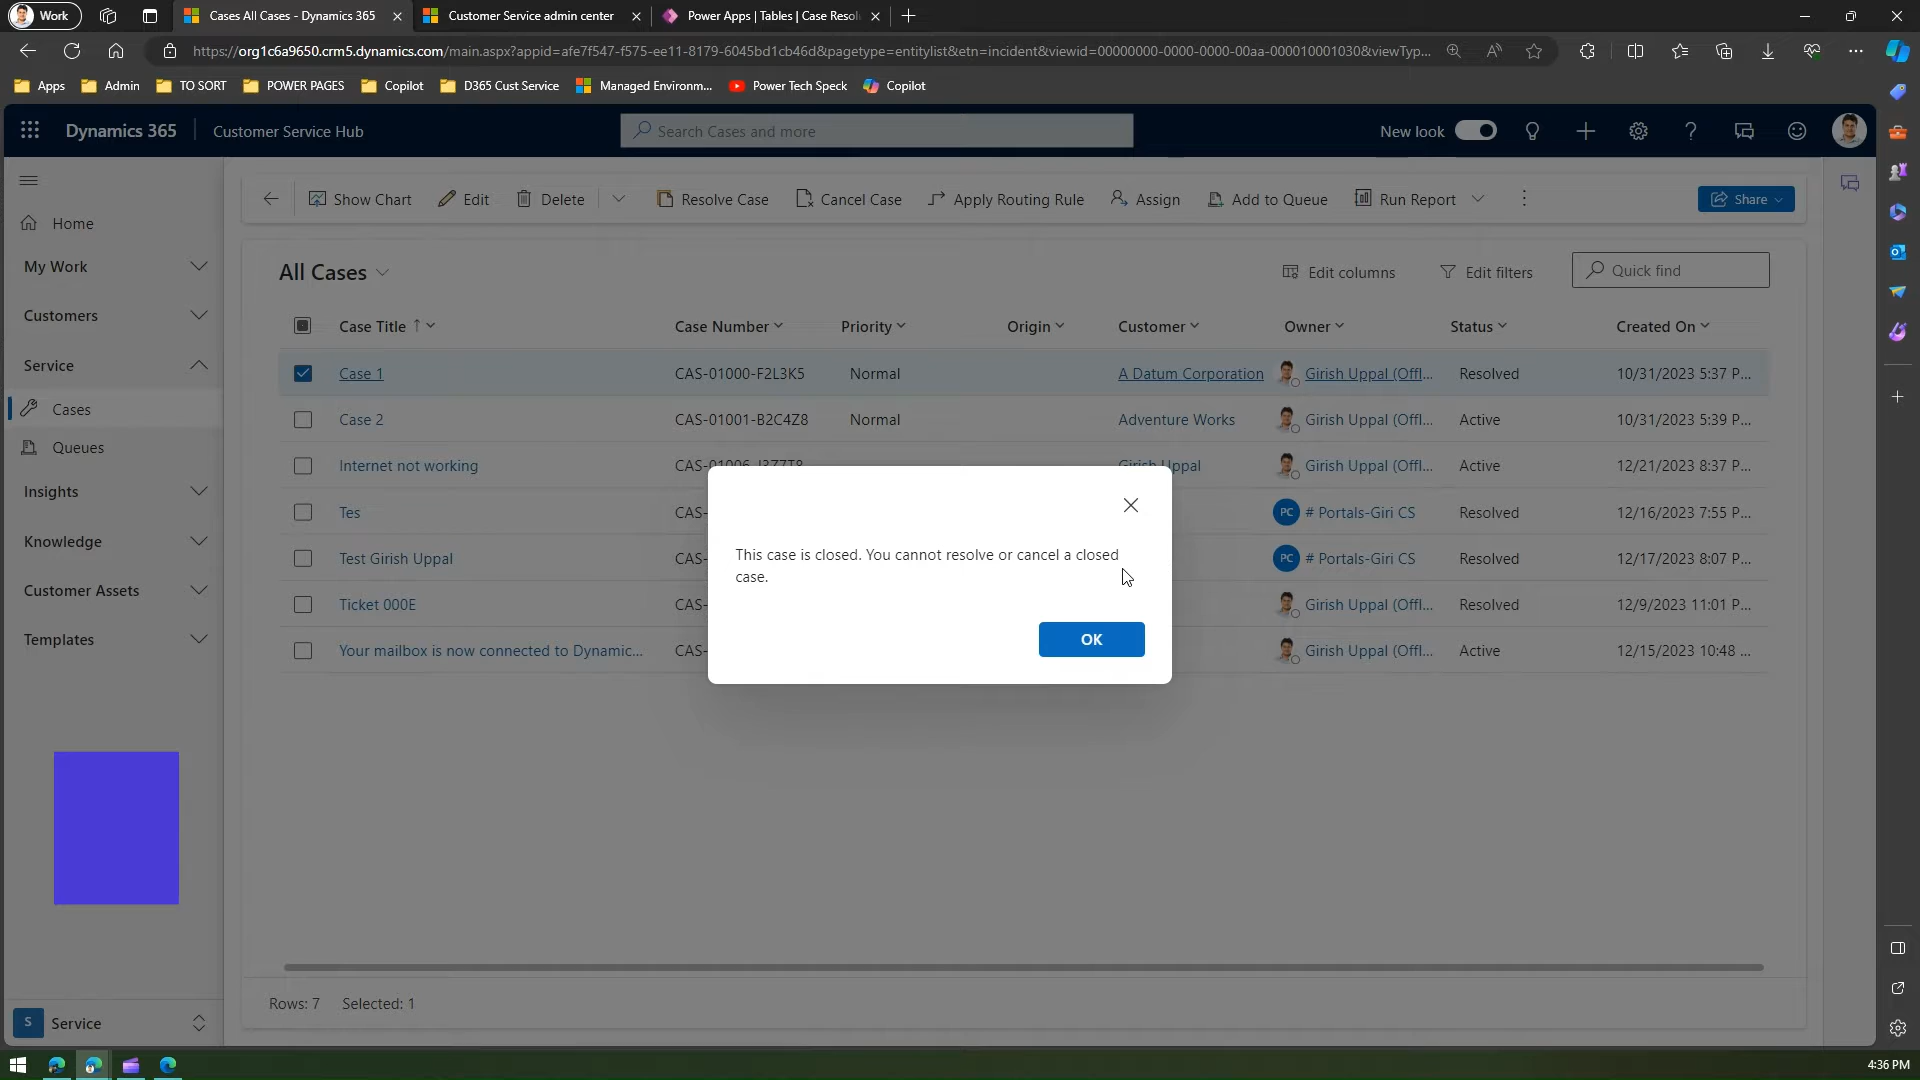 Work
Cases All Cases - Dynamics 365
Customer Service admin center
Power Apps | Tables | Case Resol
https://org1c6a9650.crm5.dynamics.com/main.aspx?appid=afe7f547-f575-ee11-8179-6045bd1cb46d&pagetype=entitylist&etn=incident&viewid=00000000-0000-0000-00aa-000010001030&viewTyp...
Apps
Admin
TO SORT
POWER PAGES
Copilot
D365 Cust Service
Managed Environm...
Power Tech Speck
Copilot
Dynamics 365
Customer Service Hub
Search Cases and more
New look
Show Chart
Edit
Delete
Resolve Case
Cancel Case
Apply Routing Rule
Assign
Add to Queue
Run Report
Share
Home
My Work
Customers
Service
Cases
Queues
Insights
Knowledge
Customer Assets
Templates
All Cases
Edit columns
Edit filters
Quick find
Case Title ↑ Case Number Priority Origin Customer Owner Status Created On
Case 1 CAS-01000-F2L3K5 Normal A Datum Corporation Girish Uppal (Offl... Resolved 10/31/2023 5:37 P...
Case 2 CAS-01001-B2C4Z8 Normal Adventure Works Girish Uppal (Offl... Active 10/31/2023 5:39 P...
Internet not working CAS-01006-J3Z7T8 Girish Uppal Girish Uppal (Offl... Active 12/21/2023 8:37 P...
Tes CAS- PC # Portals-Giri CS Resolved 12/16/2023 7:55 P...
Test Girish Uppal CAS- PC # Portals-Giri CS Resolved 12/17/2023 8:07 P...
Ticket 000E CAS- Girish Uppal (Offl... Resolved 12/9/2023 11:01 P...
Your mailbox is now connected to Dynamic... CAS- Girish Uppal (Offl... Active 12/15/2023 10:48 ...
This case is closed. You cannot resolve or cancel a closed
case.
OK
Rows: 7 Selected: 1
S Service
4:36 PM